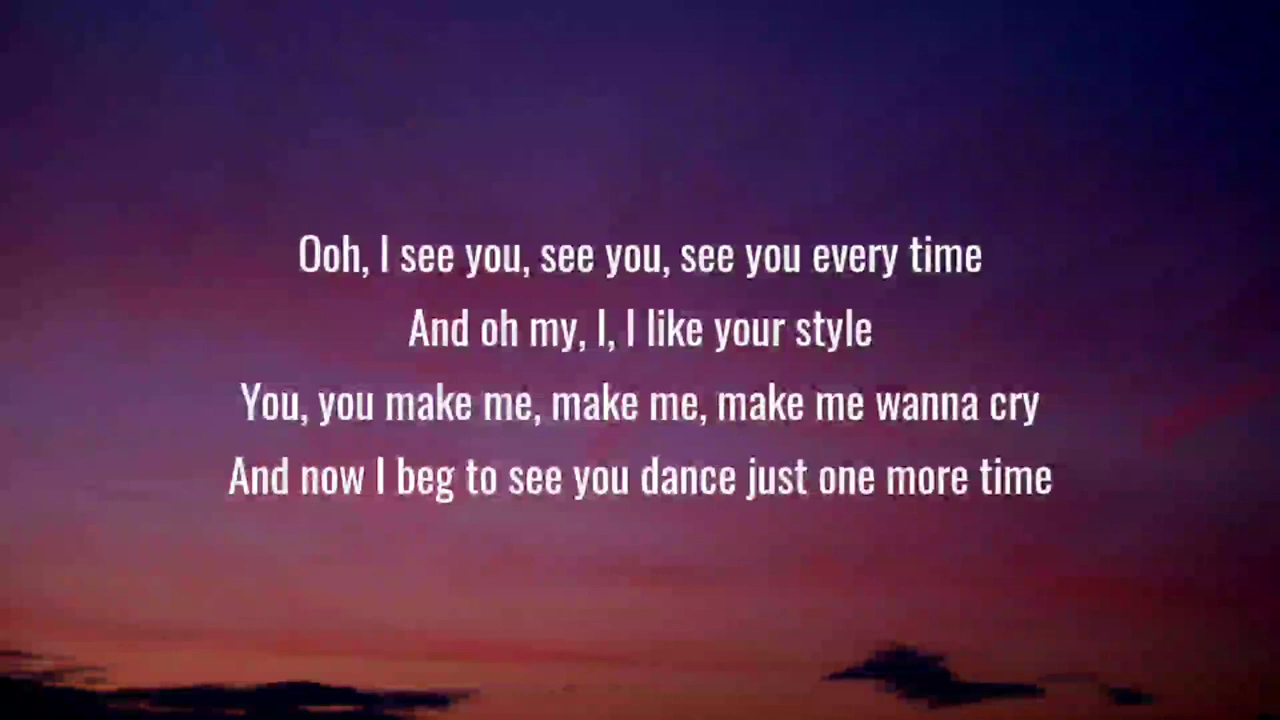 Ooh, I see you, see you, see you every time
And oh my, I, I like your style
You, you make me, make me, make me wanna cry
And now I beg to see you dance just one more time